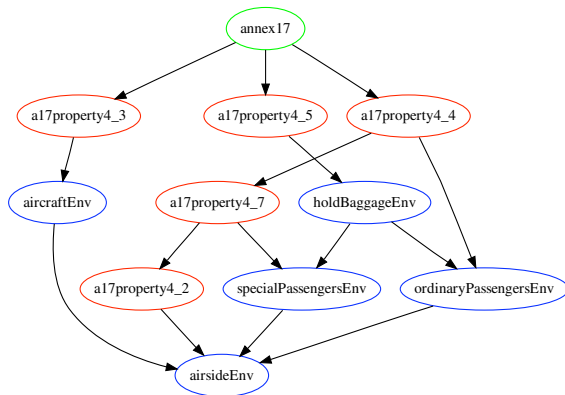 annex17
a17property4_3
a17property4_5
a17property4_4
aircraftEnv
a17property4_7
holdBaggageEnv
a17property4_2
specialPassengersEnv
ordinaryPassengersEnv
airsideEnv